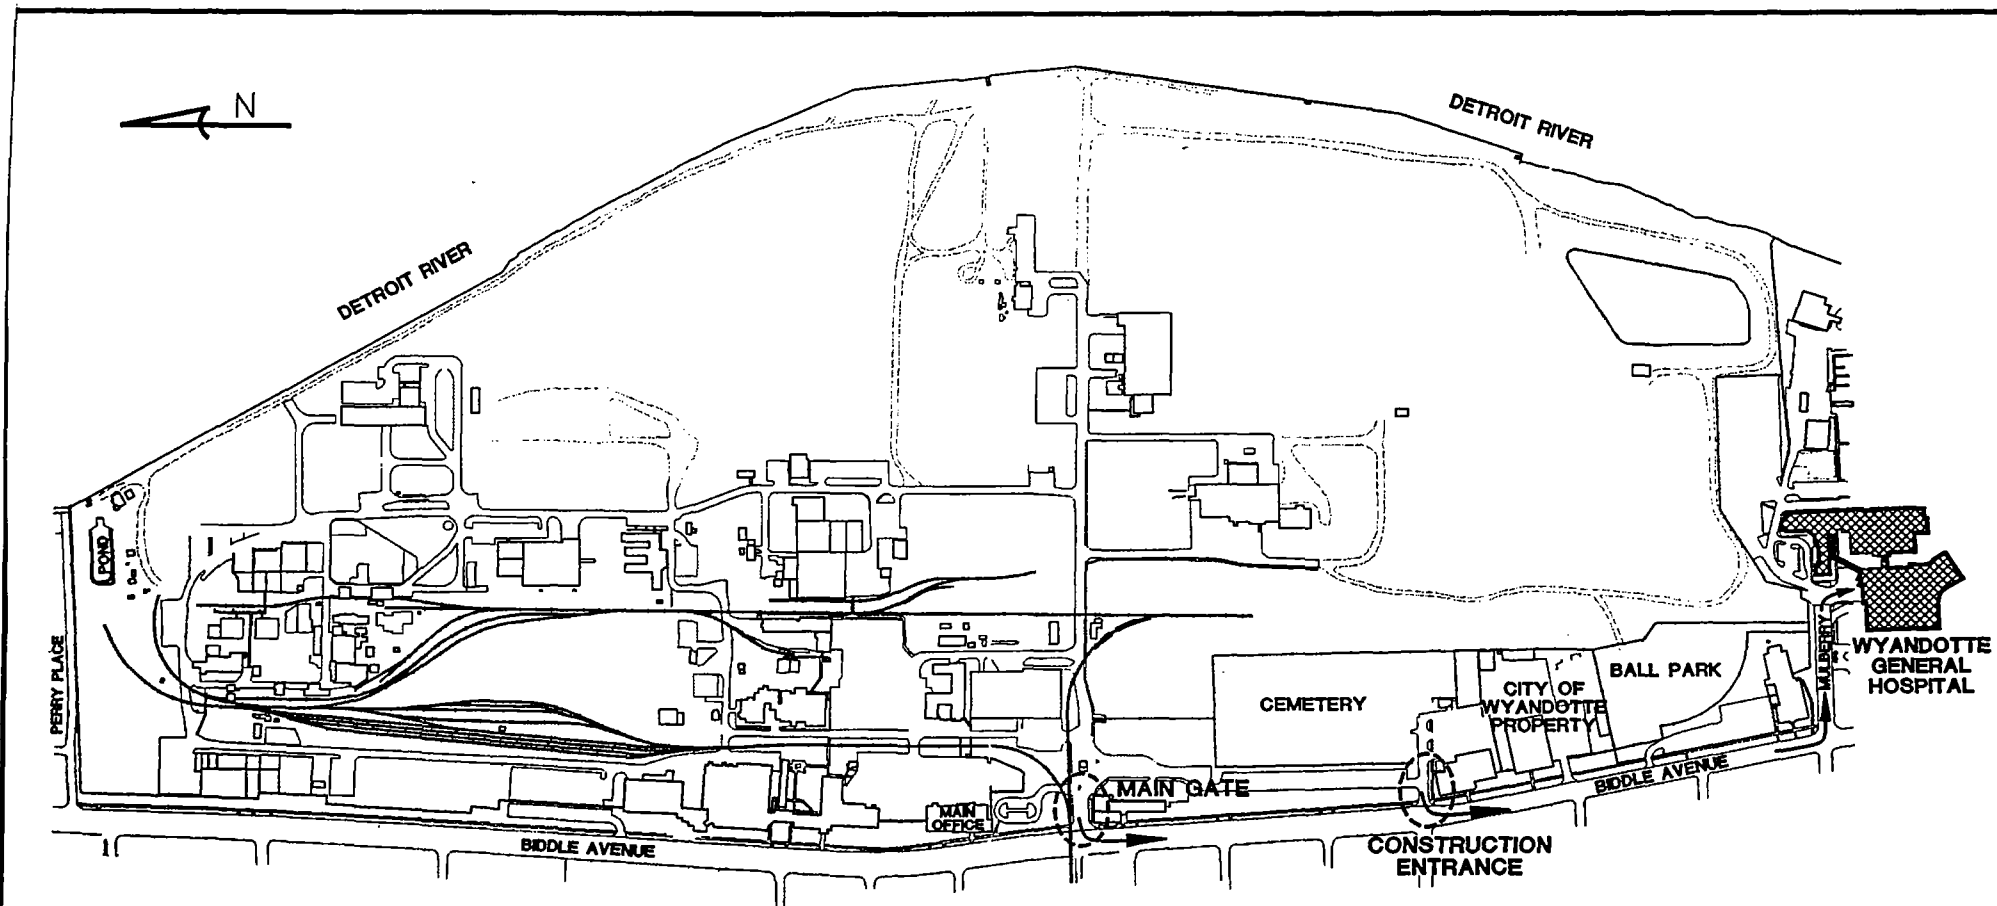 N
DETROIT RIVER
DETROIT RIVER
POND
PERRY PLACE
MULBERRY
WYANDOTTE
GENERAL
HOSPITAL
BALL PARK
CITY OF
WYANDOTTE
PROPERTY
CEMETERY
BIDDLE AVENUE
MAIN GATE
MAIN
OFFICE
CONSTRUCTION
ENTRANCE
BIDDLE AVENUE